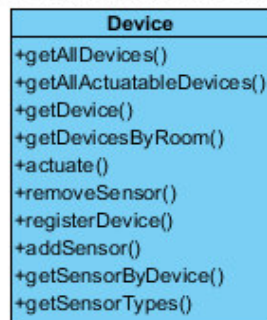 Device
+getAllDevices()
+getAllActuatableDevices()
+getDevice()
+getDevicesByRoom()
+actuate()
+removeSensor()
+registerDevice()
+addSensor()
+getSensorByDevice()
+getSensorTypes()